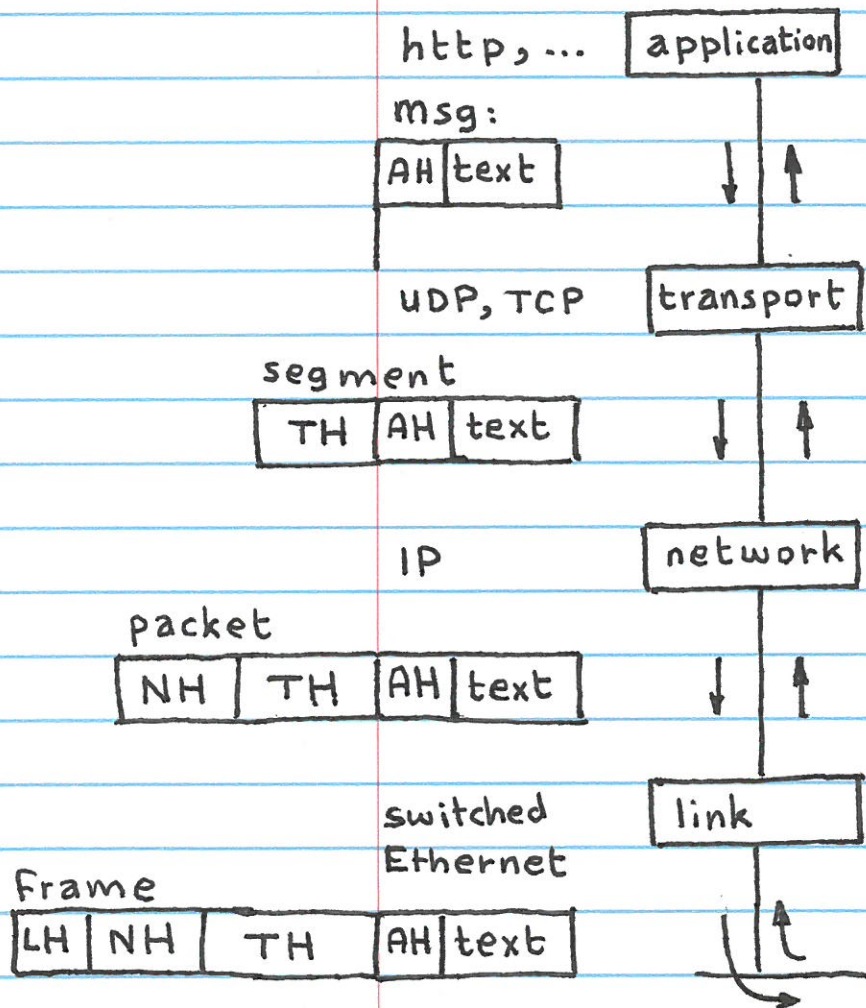 http, ... application
msg:
AH text
UDP, TCP transport
segment
TH AH text
IP network
packet
NH TH AH text
switched link
Ethernet
Frame
LH NH TH AH text